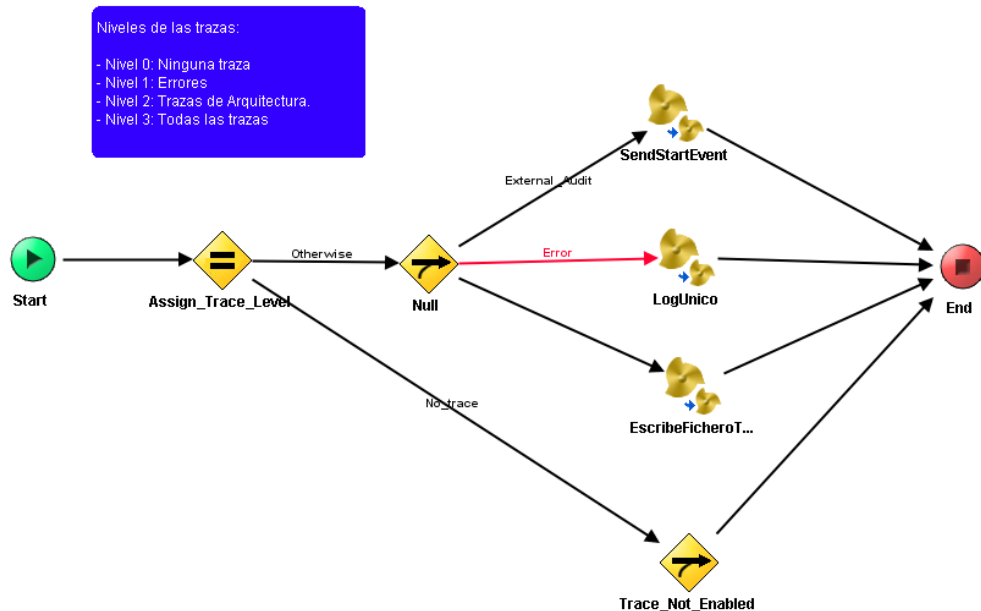 Niveles de las trazas:
- Nivel 0: Ninguna traza
- Nivel 1: Errores
- Nivel 2: Trazas de Arquitectura.
- Nivel 3: Todas las trazas
SendStartEvent
External_Audit
Otherwise
Error
Start
Assign_Trace_Level
Null
LogUnico
End
No_trace
EscribeFicheroT...
Trace_Not_Enabled